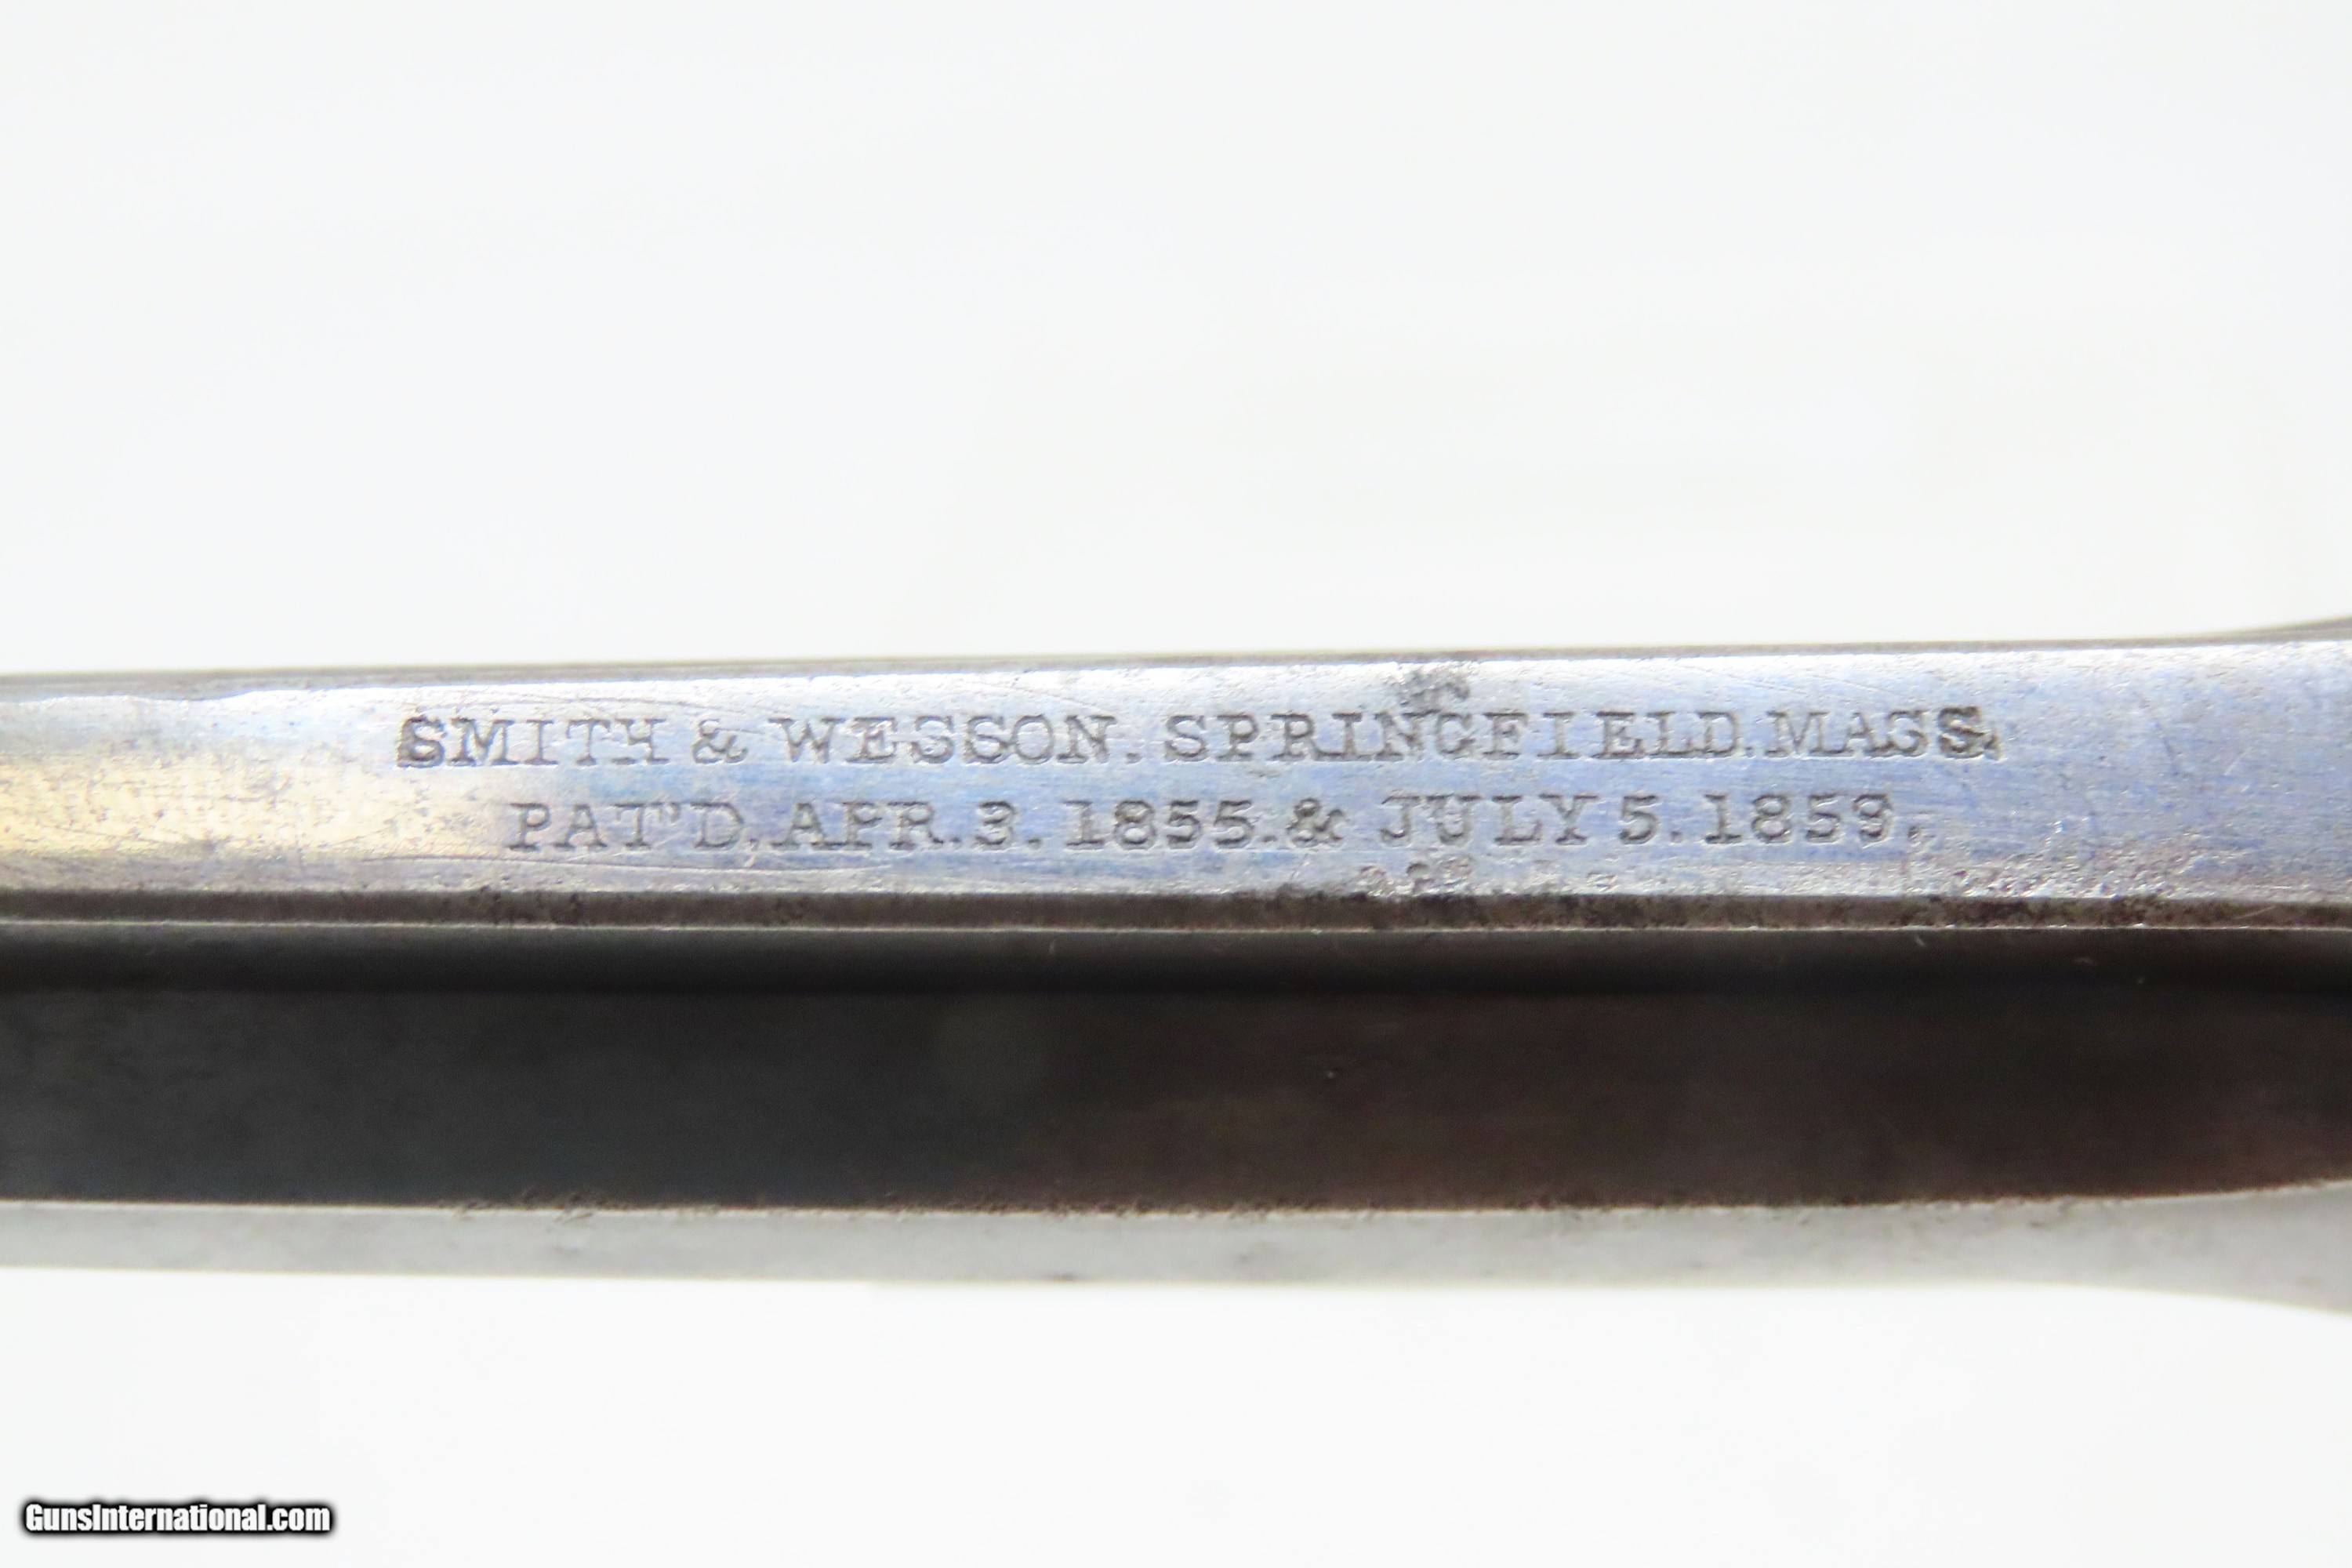 SMITH & WESSON. SPRINGFIELD. MASS.
PAT'D. APR. 3. 1855. & JULY 5. 1859.
GunsInternational.com